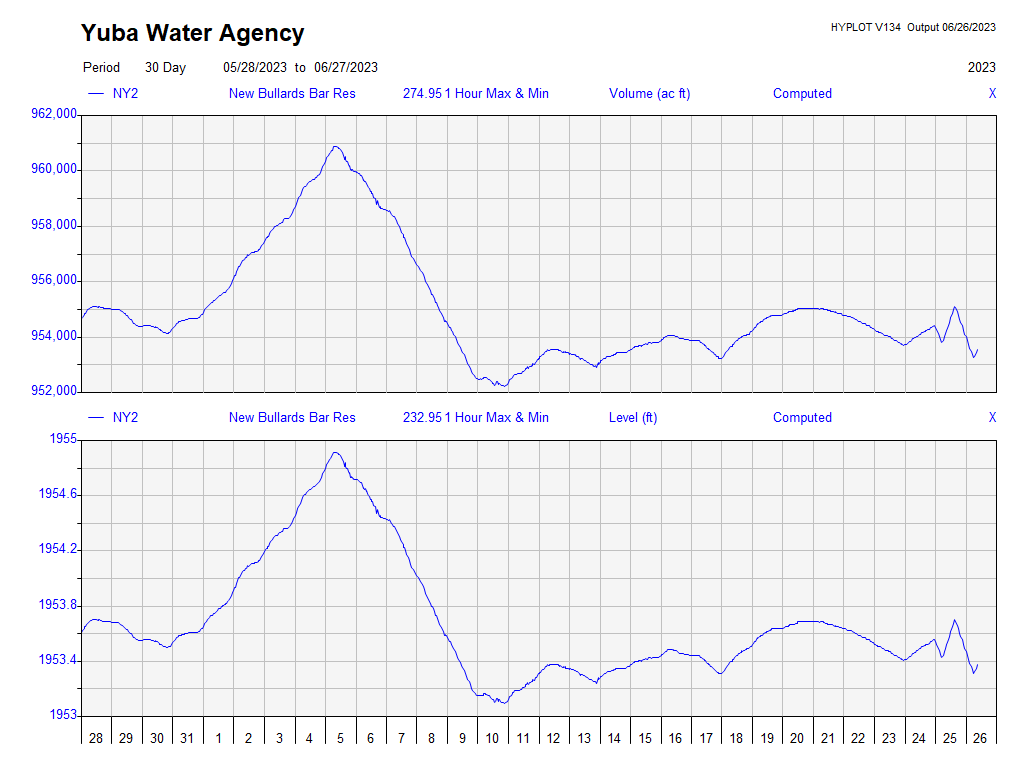 Yuba Water Agency
HYPLOT V134 Output 06/26/2023
Period 30 Day 05/28/2023 to 06/27/2023 2023
NY2 New Bullards Bar Res 274.95 1 Hour Max & Min Volume (ac ft) Computed X
962,000
960,000
958,000
956,000
954,000
952,000
NY2 New Bullards Bar Res 232.95 1 Hour Max & Min Level (ft) Computed X
1955
1954.6
1954.2
1953.8
1953.4
1953
28 29 30 31 1 2 3 4 5 6 7 8 9 10 11 12 13 14 15 16 17 18 19 20 21 22 23 24 25 26